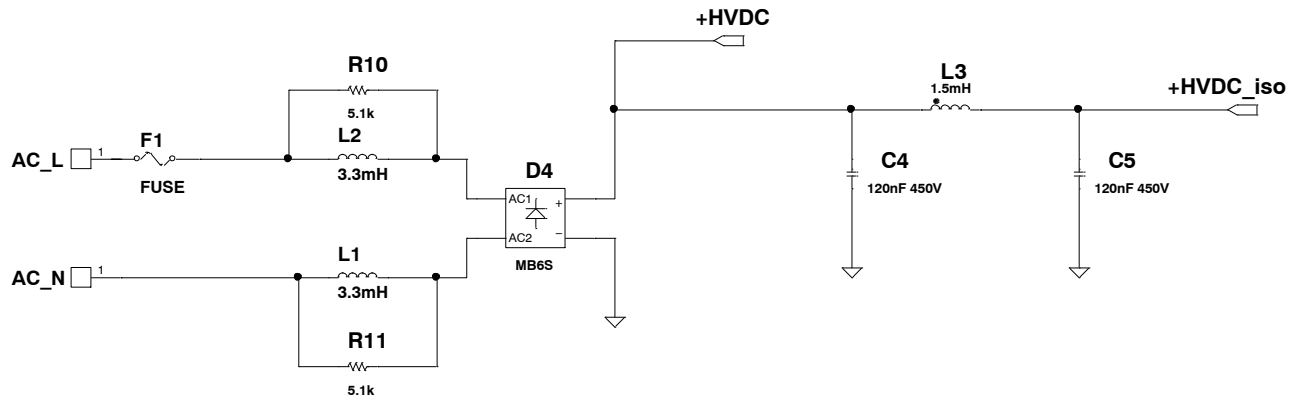 +HVDC
R10
5.1k
L2
3.3mH
L3
1.5mH
+HVDC_iso
F1
AC_L 1
FUSE
C4
120nF 450V
C5
120nF 450V
D4
AC1 +
AC2 −
MB6S
L1
AC_N 1
3.3mH
R11
5.1k